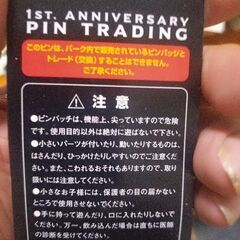 1ST. ANNIVERSARY
PIN TRADING
このピンは、パーク内で販売されているピンバッジと
トレード(交換)することはできません。
ご了承ください。
⚠注意
●ピンバッチは、機能上、尖っていますので危険
です。使用目的以外は絶対に遊ばないで下さい。
●小さいパーツが付いたり、動いたりするものは、
はさんだり、ひっかけたりしやすいのでご注意くだ
さい。また、こわれるおそれもありますので、ご注
意ください。
●小さなお子様には、保護者の目の届かない
ところで使用させないでください。
●手に持って遊んだり、口に入れたりしないで
ください。万一、飲み込んだ場合は直ちに医師
の診断を受けてください。